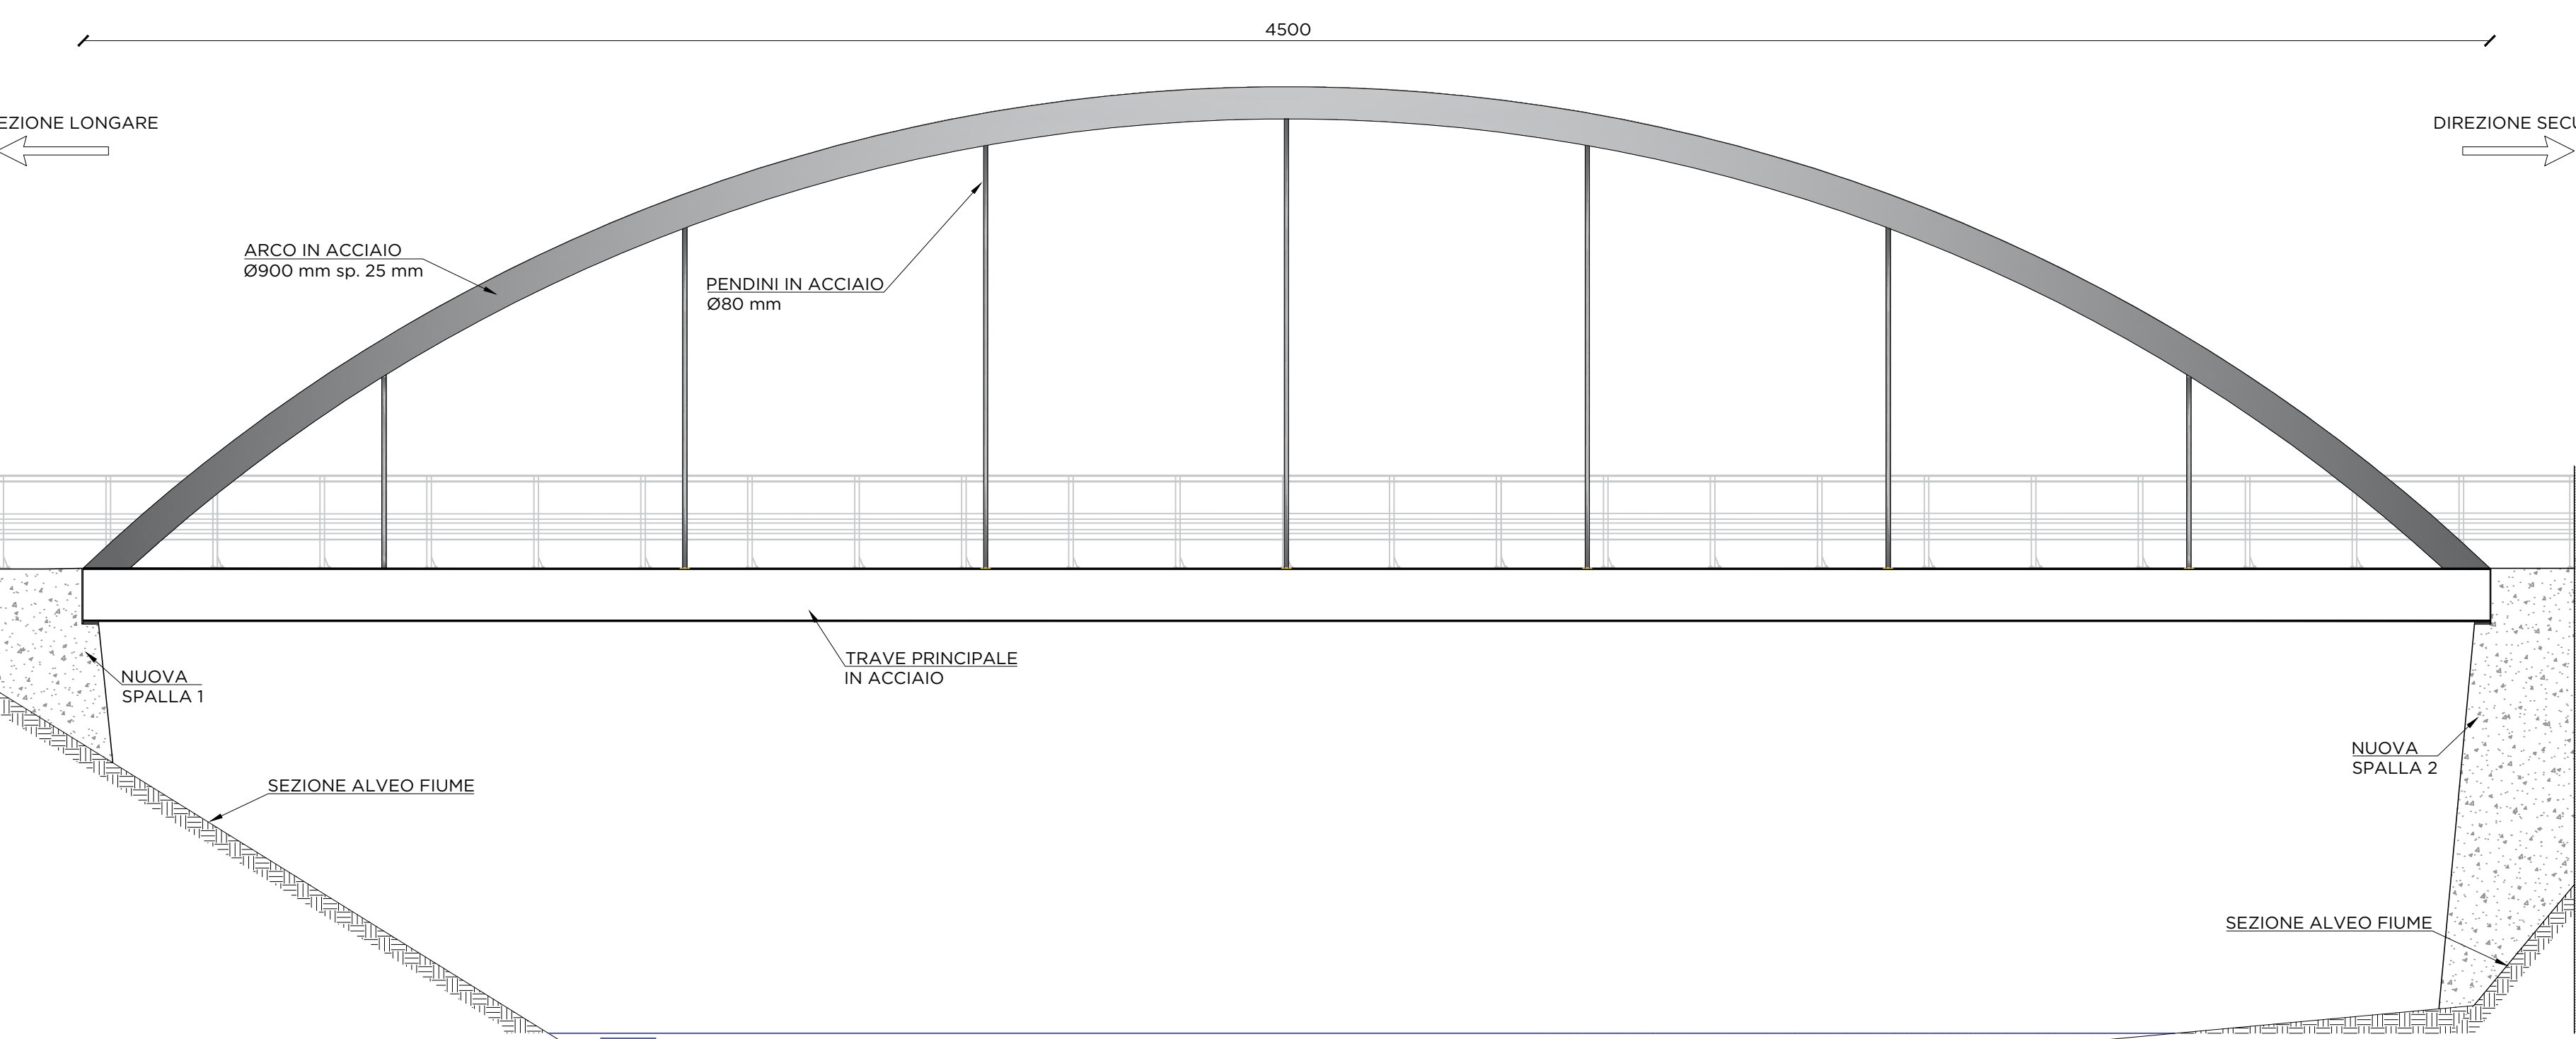 4500
EZIONE LONGARE
DIREZIONE SECU
ARCO IN ACCIAIO
Ø900 mm sp. 25 mm
PENDINI IN ACCIAIO
Ø80 mm
TRAVE PRINCIPALE
IN ACCIAIO
NUOVA
SPALLA 1
NUOVA
SPALLA 2
SEZIONE ALVEO FIUME
SEZIONE ALVEO FIUME